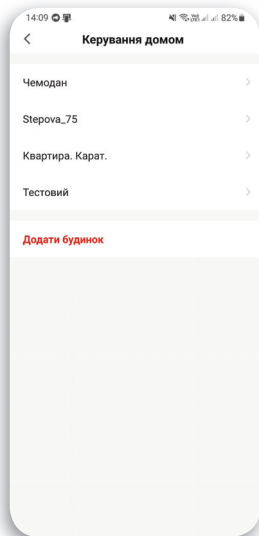 14:09
82%
Керування домом
Чемодан
Stepova_75
Квартира. Карат.
Тестовий
Додати будинок